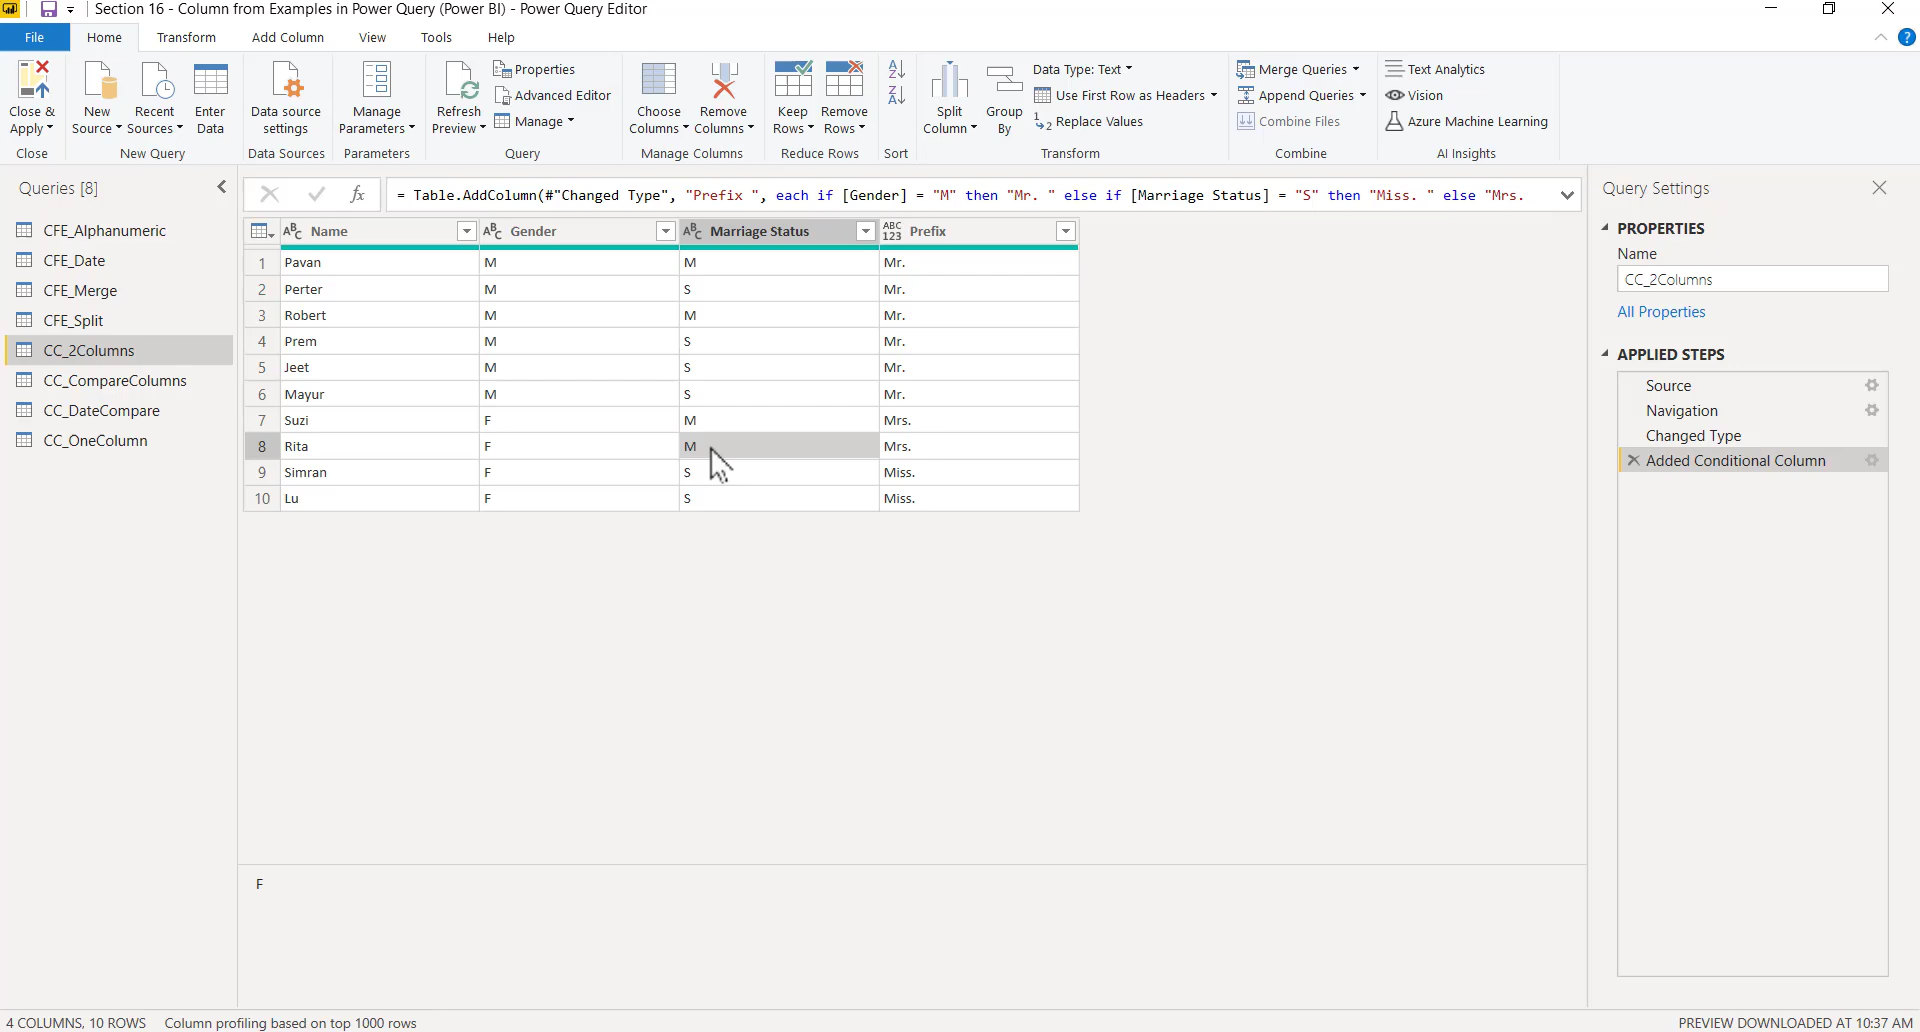 Section 16 - Column from Examples in Power Query (Power BI) - Power Query Editor
File Home Transform Add Column View Tools Help
Close & Apply
Close
New Source
Recent Sources
Enter Data
New Query
Data source settings
Data Sources
Manage Parameters
Parameters
Refresh Preview
Properties
Advanced Editor
Manage
Query
Choose Columns
Remove Columns
Manage Columns
Keep Rows
Remove Rows
Reduce Rows
Sort
Split Column
Group By
Data Type: Text
Use First Row as Headers
Replace Values
Transform
Merge Queries
Append Queries
Combine Files
Combine
Text Analytics
Vision
Azure Machine Learning
AI Insights
Queries [8]
CFE_Alphanumeric
CFE_Date
CFE_Merge
CFE_Split
CC_2Columns
CC_CompareColumns
CC_DateCompare
CC_OneColumn
fx = Table.AddColumn(#"Changed Type", "Prefix ", each if [Gender] = "M" then "Mr. " else if [Marriage Status] = "S" then "Miss. " else "Mrs.
ABC Name ABC Gender ABC Marriage Status ABC 123 Prefix
1 Pavan M M Mr.
2 Perter M S Mr.
3 Robert M M Mr.
4 Prem M S Mr.
5 Jeet M S Mr.
6 Mayur M S Mr.
7 Suzi F M Mrs.
8 Rita F M Mrs.
9 Simran F S Miss.
10 Lu F S Miss.
F
Query Settings
PROPERTIES
Name
CC_2Columns
All Properties
APPLIED STEPS
Source
Navigation
Changed Type
Added Conditional Column
4 COLUMNS, 10 ROWS Column profiling based on top 1000 rows
PREVIEW DOWNLOADED AT 10:37 AM